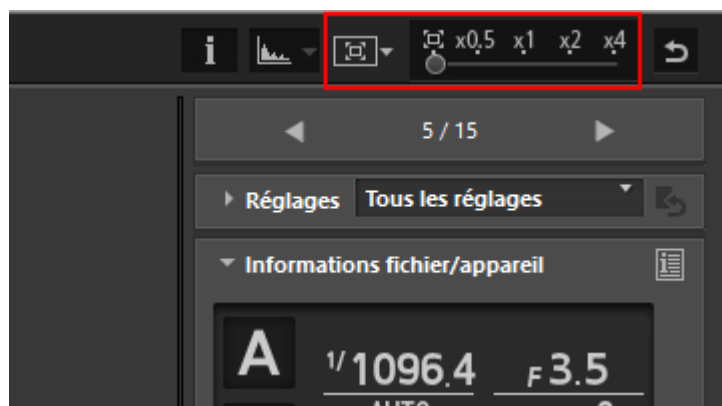 i x0,5 x1 x2 x4
5 / 15
Réglages Tous les réglages
Informations fichier/appareil
A 1/1096.4 F3.5
AUTO